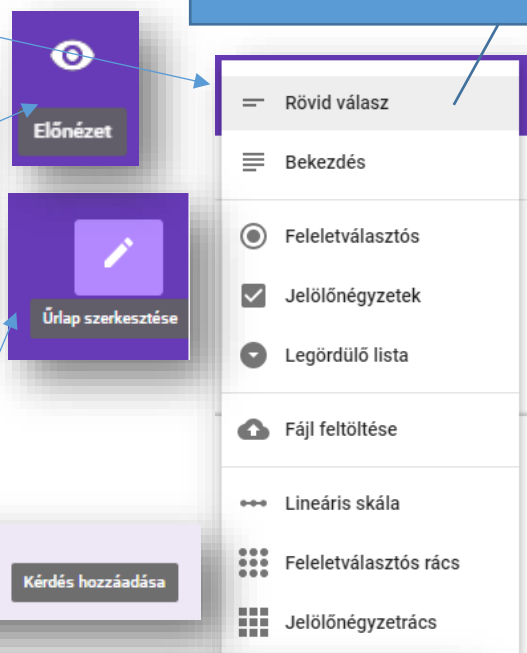 Előnézet
Űrlap szerkesztése
Kérdés hozzáadása
Rövid válasz
Bekezdés
Feleletválasztós
Jelölőnégyzetek
Legördülő lista
Fájl feltöltése
Lineáris skála
Feleletválasztós rács
Jelölőnégyzetrács